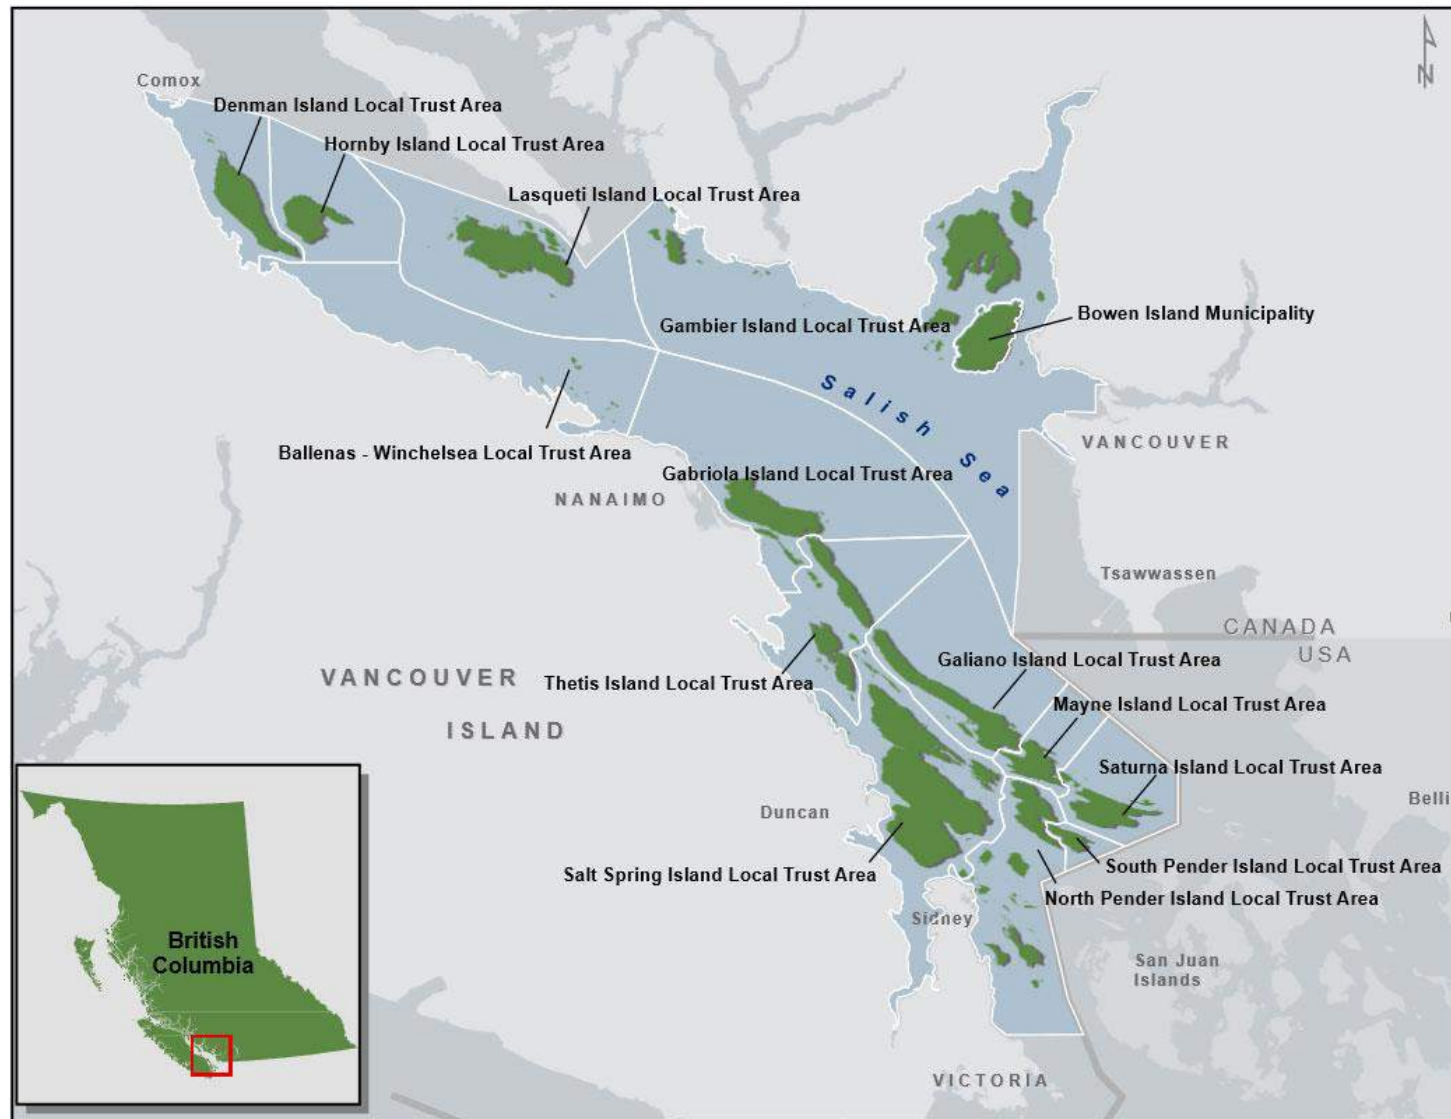 Comox
Denman Island Local Trust Area
Hornby Island Local Trust Area
Lasqueti Island Local Trust Area
N
Gambier Island Local Trust Area
Bowen Island Municipality
Salish Sea
Ballenas - Winchelsea Local Trust Area
VANCOUVER
Gabriola Island Local Trust Area
NANAIMO
Tsawwassen
CANADA
USA
Galiano Island Local Trust Area
VANCOUVER
ISLAND
Thetis Island Local Trust Area
Mayne Island Local Trust Area
Saturna Island Local Trust Area
Belli
Duncan
Salt Spring Island Local Trust Area
South Pender Island Local Trust Area
North Pender Island Local Trust Area
Sidney
San Juan
Islands
British
Columbia
VICTORIA